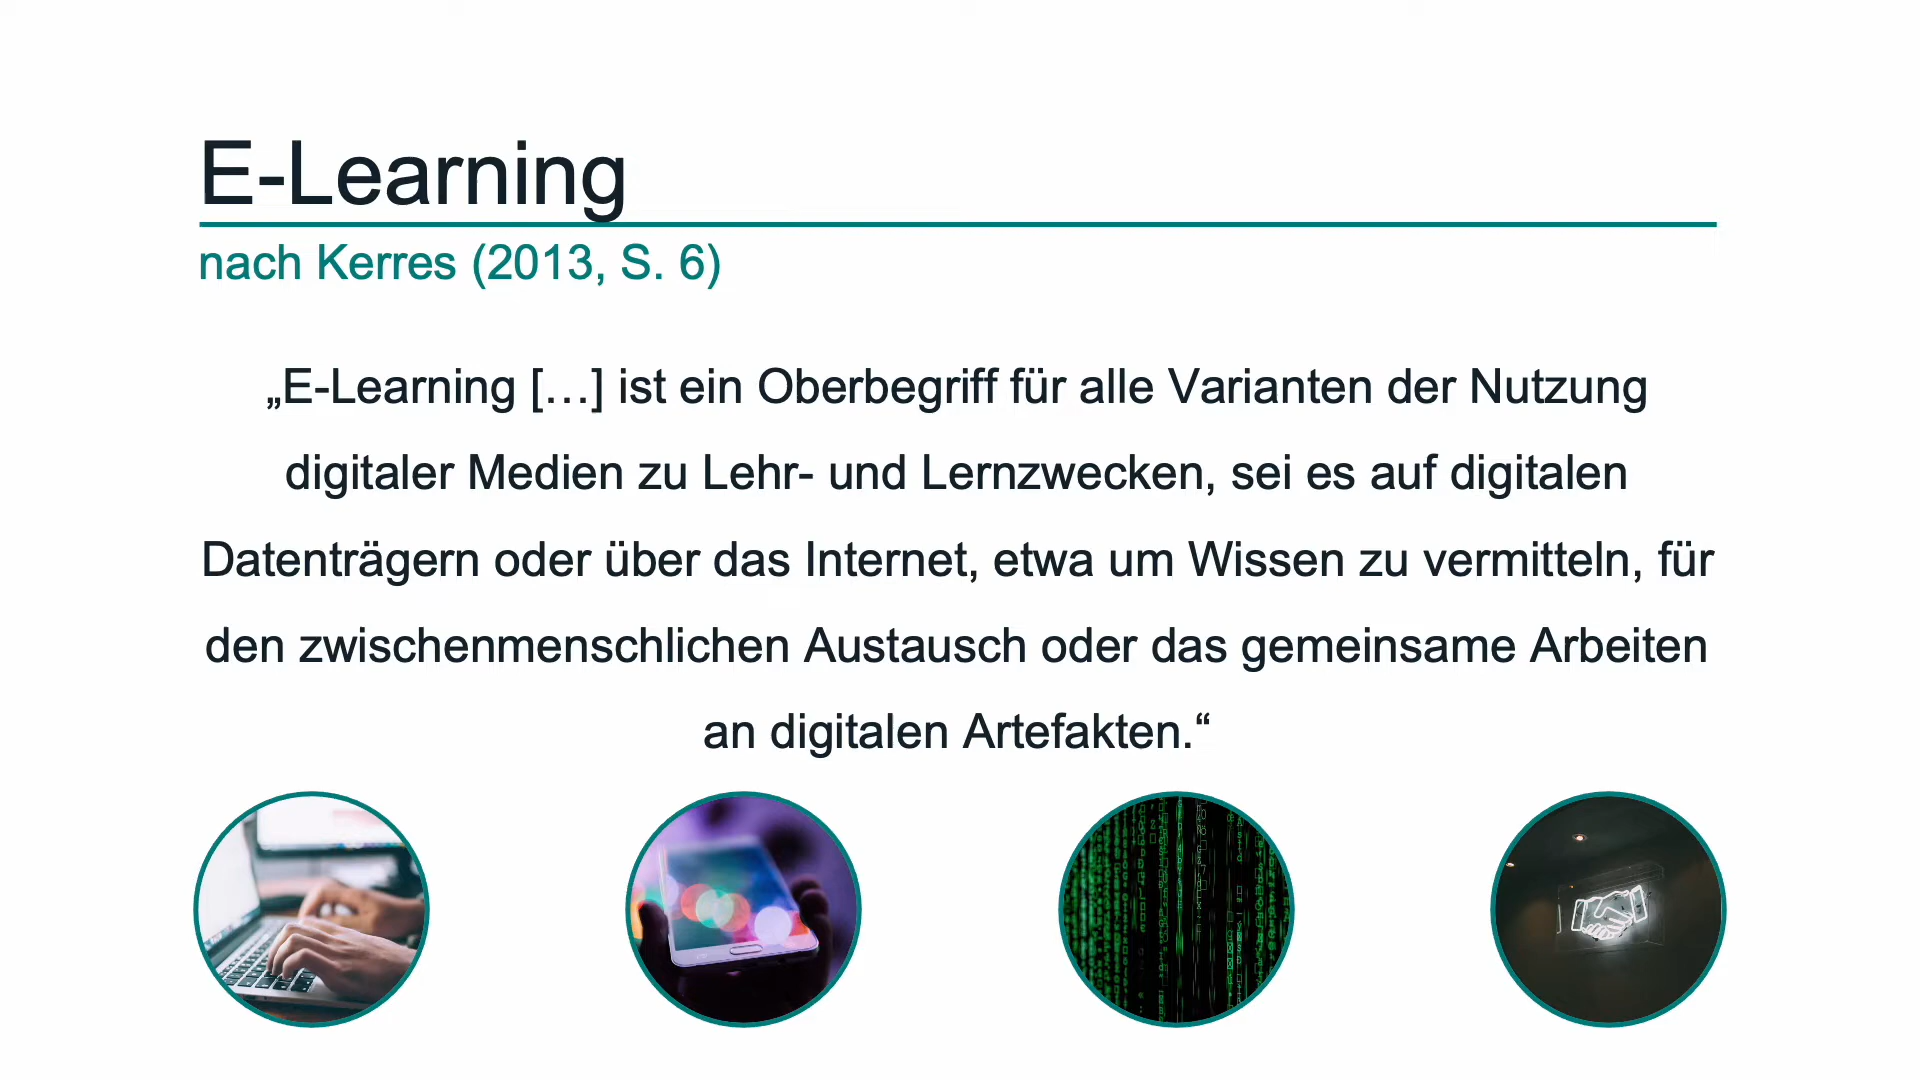 E-Learning
nach Kerres (2013, S. 6)
„E-Learning […] ist ein Oberbegriff für alle Varianten der Nutzung
digitaler Medien zu Lehr- und Lernzwecken, sei es auf digitalen
Datenträgern oder über das Internet, etwa um Wissen zu vermitteln, für
den zwischenmenschlichen Austausch oder das gemeinsame Arbeiten
an digitalen Artefakten.“